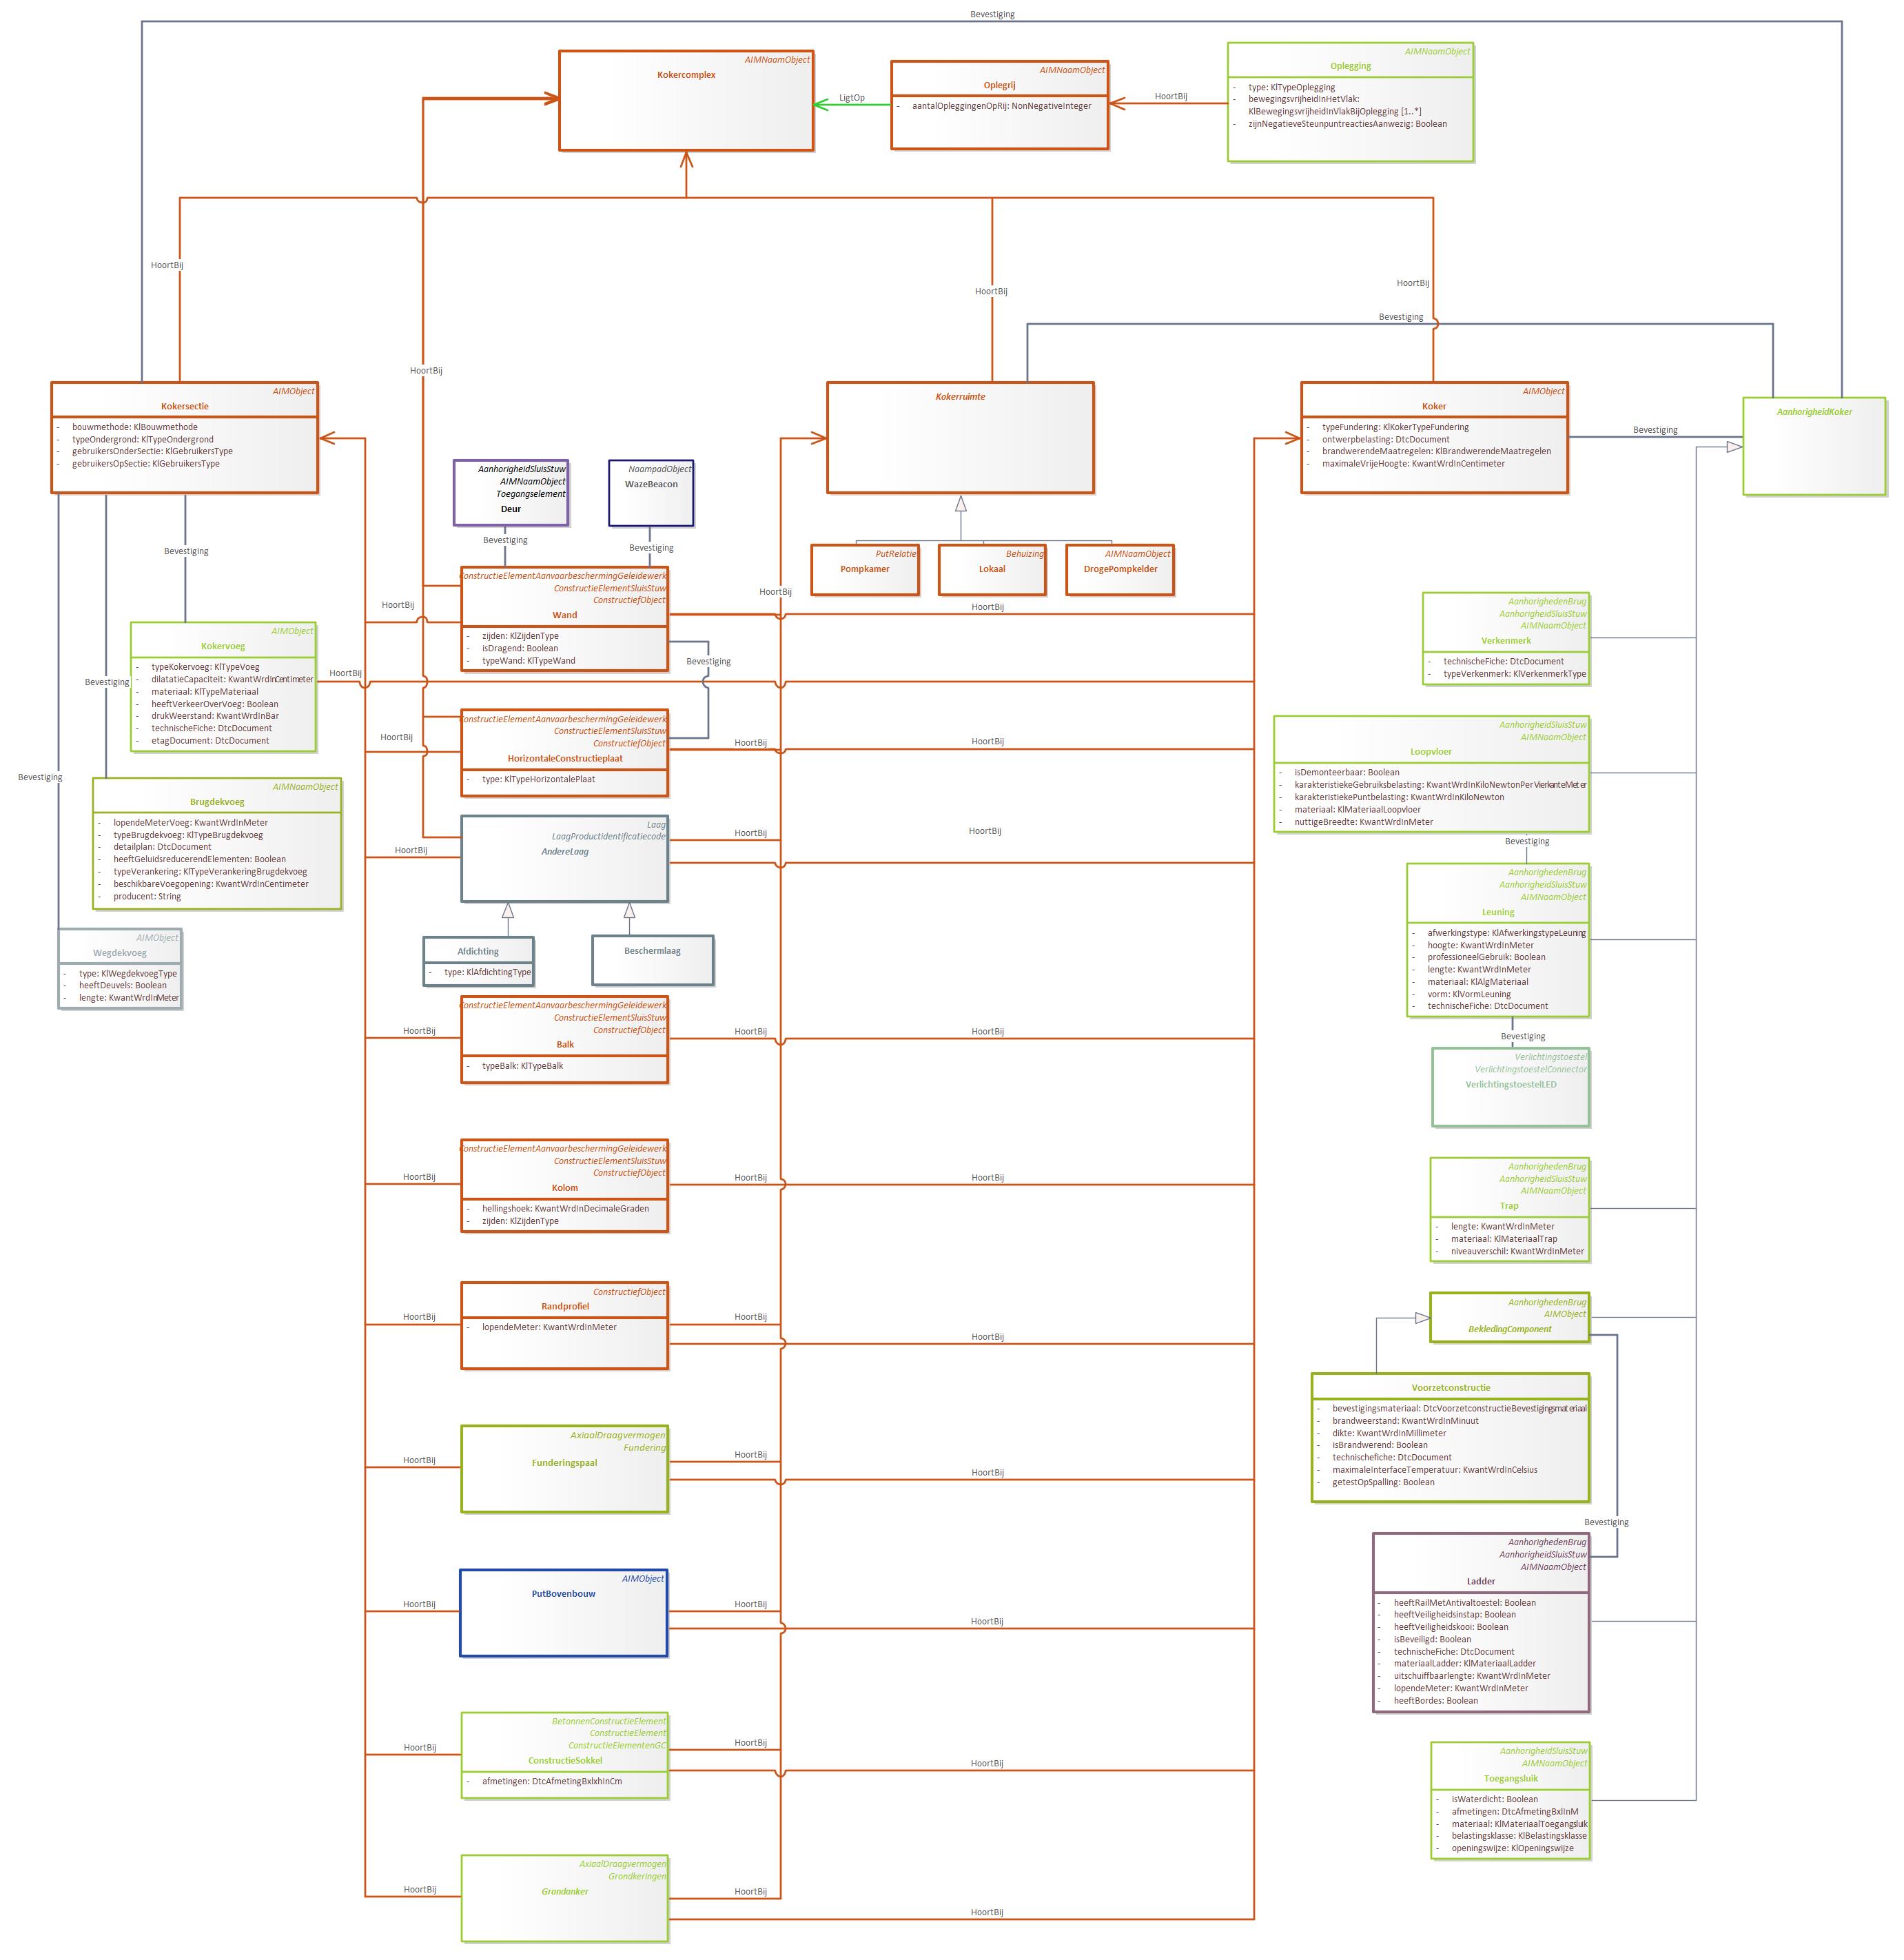 Bevestiging
AIMNaamObject
Kokercomplex
LigtOp
AIMNaamObject
Oplegrij
- aantalOpleggingenOpRij: NonNegativeInteger
HoortBij
AIMNaamObject
Oplegging
- type: KlTypeOplegging
- bewegingsvrijheidInHetVlak:
KlBewegingsvrijheidInVlakBijOplegging [1..*]
- zijnNegatieveSteunpuntreactiesAanwezig: Boolean
HoortBij
HoortBij
HoortBij
HoortBij
Bevestiging
AIMObject
Kokersectie
- bouwmethode: KlBouwmethode
- typeOndergrond: KlTypeOndergrond
- gebruikersOnderSectie: KlGebruikersType
- gebruikersOpSectie: KlGebruikersType
Kokerruimte
AIMObject
Koker
- typeFundering: KlKokerTypeFundering
- ontwerpbelasting: DtcDocument
- brandwerendeMaatregelen: KlBrandwerendeMaatregelen
- maximaleVrijeHoogte: KwantWrdInCentimeter
Bevestiging
AanhorigheidKoker
AanhorigheidSluisStuw
AIMNaamObject
Toegangselement
Deur
NaampadObject
WazeBeacon
Bevestiging
Bevestiging
Bevestiging
PutRelatie
Pompkamer
Behuizing
Lokaal
AIMNaamObject
DrogePompkelder
ConstructieElementAanvaarbeschermingGeleidewerk
ConstructieElementSluisStuw
ConstructiefObject
Wand
- zijden: KlZijdenType
- isDragend: Boolean
- typeWand: KlTypeWand
HoortBij
HoortBij
HoortBij
Bevestiging
AIMObject
Kokervoeg
- typeKokervoeg: KlTypeVoeg
- dilatatieCapaciteit: KwantWrdInCentimeter
- materiaal: KlTypeMateriaal
- heeftVerkeerOverVoeg: Boolean
- drukWeerstand: KwantWrdInBar
- technischeFiche: DtcDocument
- etagDocument: DtcDocument
HoortBij
Bevestiging
Bevestiging
ConstructieElementAanvaarbeschermingGeleidewerk
ConstructieElementSluisStuw
ConstructiefObject
HorizontaleConstructieplaat
- type: KlTypeHorizontalePlaat
HoortBij
HoortBij
HoortBij
AIMNaamObject
Brugdekvoeg
- lopendeMeterVoeg: KwantWrdInMeter
- typeBrugdekvoeg: KlTypeBrugdekvoeg
- detailplan: DtcDocument
- heeftGeluidsreducerendElementen: Boolean
- typeVerankering: KlTypeVerankeringBrugdekvoeg
- beschikbareVoegopening: KwantWrdInCentimeter
- producent: String
Laag
LaagProductidentificatiecode
AndereLaag
HoortBij
HoortBij
HoortBij
AIMObject
Wegdekvoeg
- type: KlWegdekvoegType
- heeftDeuvels: Boolean
- lengte: KwantWrdInMeter
Afdichting
- type: KlAfdichtingType
Beschermlaag
ConstructieElementAanvaarbeschermingGeleidewerk
ConstructieElementSluisStuw
ConstructiefObject
Balk
- typeBalk: KlTypeBalk
HoortBij
HoortBij
HoortBij
ConstructieElementAanvaarbeschermingGeleidewerk
ConstructieElementSluisStuw
ConstructiefObject
Kolom
- hellingshoek: KwantWrdInDecimaleGraden
- zijden: KlZijdenType
HoortBij
HoortBij
HoortBij
ConstructiefObject
Randprofiel
- lopendeMeter: KwantWrdInMeter
HoortBij
HoortBij
HoortBij
AxiaalDraagvermogen
Fundering
Funderingspaal
HoortBij
HoortBij
HoortBij
AIMObject
PutBovenbouw
HoortBij
HoortBij
HoortBij
BetonnenConstructieElement
ConstructieElement
ConstructieElementenGC
ConstructieSokkel
- afmetingen: DtcAfmetingBxlxhInCm
HoortBij
HoortBij
HoortBij
AxiaalDraagvermogen
Grondkeringen
Grondanker
HoortBij
HoortBij
HoortBij
AanhorighedenBrug
AanhorigheidSluisStuw
AIMNaamObject
Verkenmerk
- technischeFiche: DtcDocument
- typeVerkenmerk: KlVerkenmerkType
AanhorigheidSluisStuw
AIMNaamObject
Loopvloer
- isDemonteerbaar: Boolean
- karakteristiekeGebruiksbelasting: KwantWrdInKiloNewtonPerVierkanteMeter
- karakteristiekePuntbelasting: KwantWrdInKiloNewton
- materiaal: KlMateriaalLoopvloer
- nuttigeBreedte: KwantWrdInMeter
Bevestiging
AanhorighedenBrug
AanhorigheidSluisStuw
AIMNaamObject
Leuning
- afwerkingstype: KlAfwerkingstypeLeuning
- hoogte: KwantWrdInMeter
- professioneelGebruik: Boolean
- lengte: KwantWrdInMeter
- materiaal: KlAlgMateriaal
- vorm: KlVormLeuning
- technischeFiche: DtcDocument
Bevestiging
Verlichtingstoestel
VerlichtingstoestelConnector
VerlichtingstoestelLED
AanhorighedenBrug
AanhorigheidSluisStuw
AIMNaamObject
Trap
- lengte: KwantWrdInMeter
- materiaal: KlMateriaalTrap
- niveauverschil: KwantWrdInMeter
AanhorighedenBrug
AIMObject
BekledingComponent
Voorzetconstructie
- bevestigingsmateriaal: DtcVoorzetconstructieBevestigingsmateriaal
- brandweerstand: KwantWrdInMinuut
- dikte: KwantWrdInMillimeter
- isBrandwerend: Boolean
- technischefiche: DtcDocument
- maximaleInterfaceTemperatuur: KwantWrdInCelsius
- getestOpSpalling: Boolean
Bevestiging
AanhorighedenBrug
AanhorigheidSluisStuw
AIMNaamObject
Ladder
- heeftRailMetAntivaltoestel: Boolean
- heeftVeiligheidsinstap: Boolean
- heeftVeiligheidskooi: Boolean
- isBeveiligd: Boolean
- technischeFiche: DtcDocument
- materiaalLadder: KlMateriaalLadder
- uitschuifbaarlengte: KwantWrdInMeter
- lopendeMeter: KwantWrdInMeter
- heeftBordes: Boolean
AanhorigheidSluisStuw
AIMNaamObject
Toegangsluik
- isWaterdicht: Boolean
- afmetingen: DtcAfmetingBxlInM
- materiaal: KlMateriaalToegangsluik
- belastingsklasse: KlBelastingsklasse
- openingswijze: KlOpeningswijze